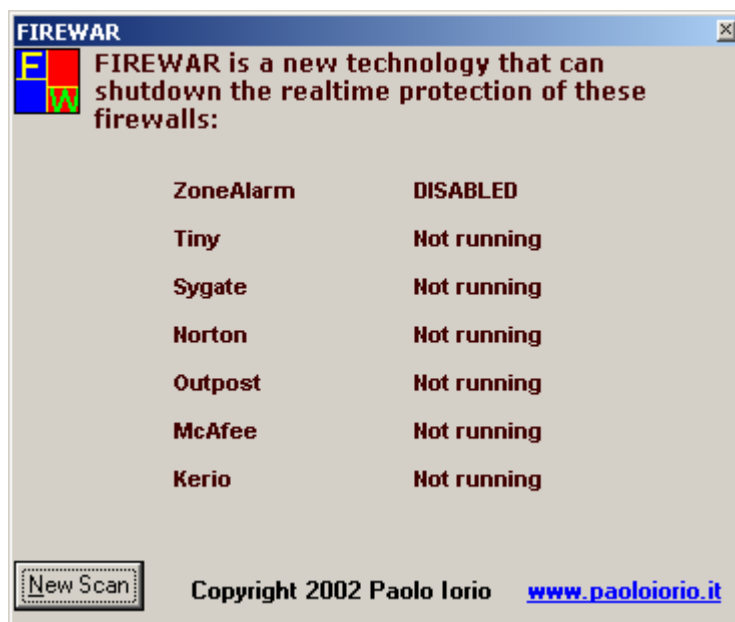 FIREWAR
F
W
FIREWAR is a new technology that can
shutdown the realtime protection of these
firewalls:
ZoneAlarm DISABLED
Tiny Not running
Sygate Not running
Norton Not running
Outpost Not running
McAfee Not running
Kerio Not running
New Scan Copyright 2002 Paolo Iorio www.paoloiorio.it